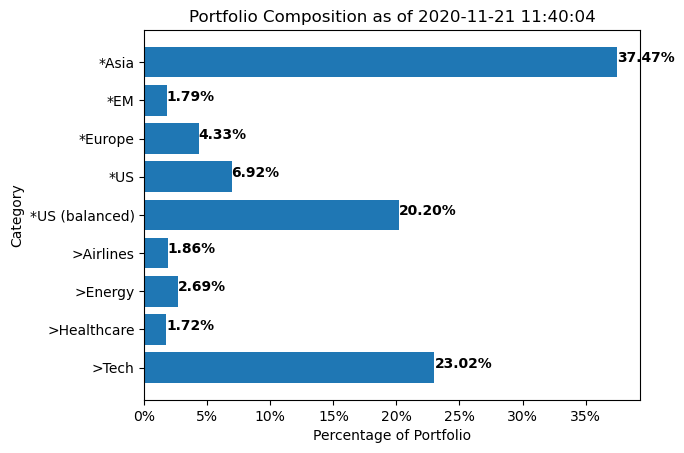 Portfolio Composition as of 2020-11-21 11:40:04
Category
*Asia 37.47%
*EM 1.79%
*Europe 4.33%
*US 6.92%
*US (balanced) 20.20%
>Airlines 1.86%
>Energy 2.69%
>Healthcare 1.72%
>Tech 23.02%
0% 5% 10% 15% 20% 25% 30% 35%
Percentage of Portfolio